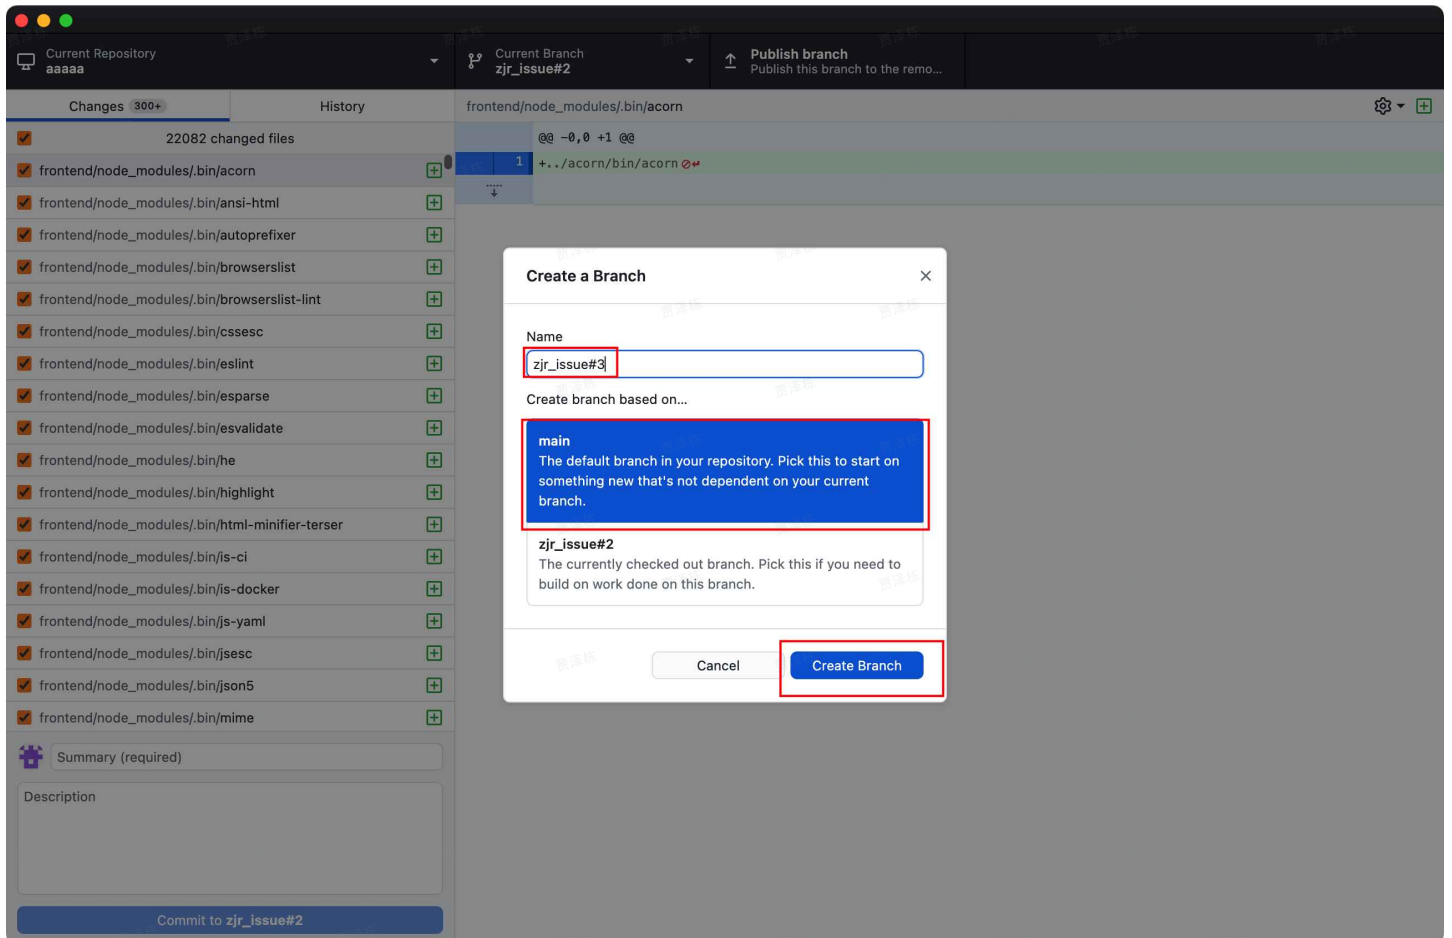 Current Repository
aaaaa
Current Branch
zjr_issue#2
Publish branch
Publish this branch to the remo...
Changes 300+
History
frontend/node_modules/.bin/acorn
22082 changed files
@@ -0,0 +1 @@
frontend/node_modules/.bin/acorn
1 +../acorn/bin/acorn
frontend/node_modules/.bin/ansi-html
frontend/node_modules/.bin/autoprefixer
frontend/node_modules/.bin/browserslist
frontend/node_modules/.bin/browserslist-lint
frontend/node_modules/.bin/cssesc
frontend/node_modules/.bin/eslint
frontend/node_modules/.bin/esparse
frontend/node_modules/.bin/esvalidate
frontend/node_modules/.bin/he
frontend/node_modules/.bin/highlight
frontend/node_modules/.bin/html-minifier-terser
frontend/node_modules/.bin/is-ci
frontend/node_modules/.bin/is-docker
frontend/node_modules/.bin/js-yaml
frontend/node_modules/.bin/jsesc
frontend/node_modules/.bin/json5
frontend/node_modules/.bin/mime
Summary (required)
Description
Commit to zjr_issue#2
Create a Branch
Name
zjr_issue#3
Create branch based on...
main
The default branch in your repository. Pick this to start on
something new that's not dependent on your current
branch.
zjr_issue#2
The currently checked out branch. Pick this if you need to
build on work done on this branch.
Cancel
Create Branch